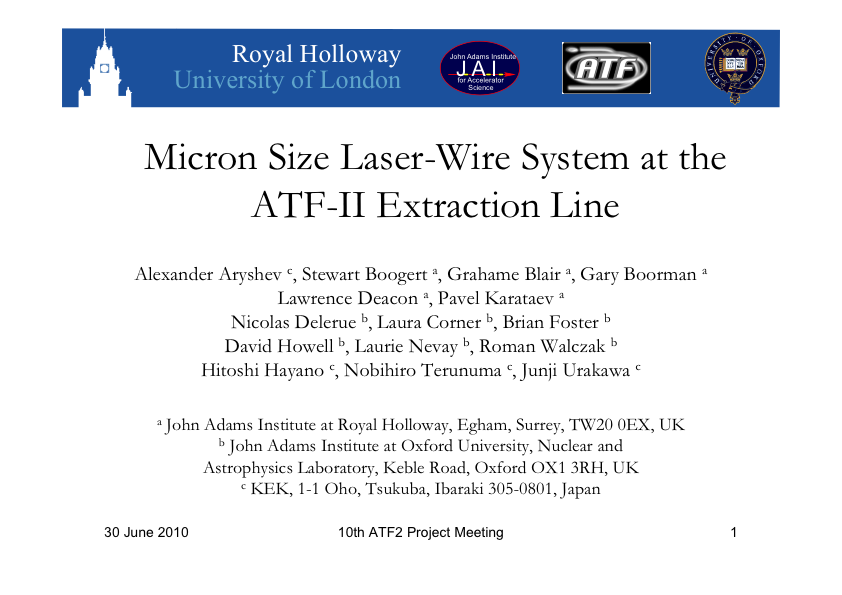 Royal Holloway
University of London
John Adams Institute
J.A.I.
for Accelerator
Science
ATF
Micron Size Laser-Wire System at the
ATF-II Extraction Line
Alexander Aryshev ᶜ, Stewart Boogert ᵃ, Grahame Blair ᵃ, Gary Boorman ᵃ
Lawrence Deacon ᵃ, Pavel Karataev ᵃ
Nicolas Delerue ᵇ, Laura Corner ᵇ, Brian Foster ᵇ
David Howell ᵇ, Laurie Nevay ᵇ, Roman Walczak ᵇ
Hitoshi Hayano ᶜ, Nobihiro Terunuma ᶜ, Junji Urakawa ᶜ
ᵃ John Adams Institute at Royal Holloway, Egham, Surrey, TW20 0EX, UK
ᵇ John Adams Institute at Oxford University, Nuclear and
Astrophysics Laboratory, Keble Road, Oxford OX1 3RH, UK
ᶜ KEK, 1-1 Oho, Tsukuba, Ibaraki 305-0801, Japan
30 June 2010
10th ATF2 Project Meeting
1